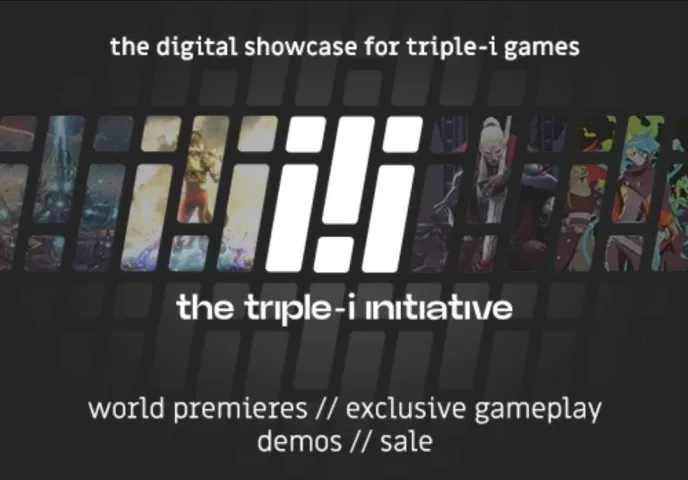 the digital showcase for triple-i games
the triple-i initiative
world premieres // exclusive gameplay
demos // sale